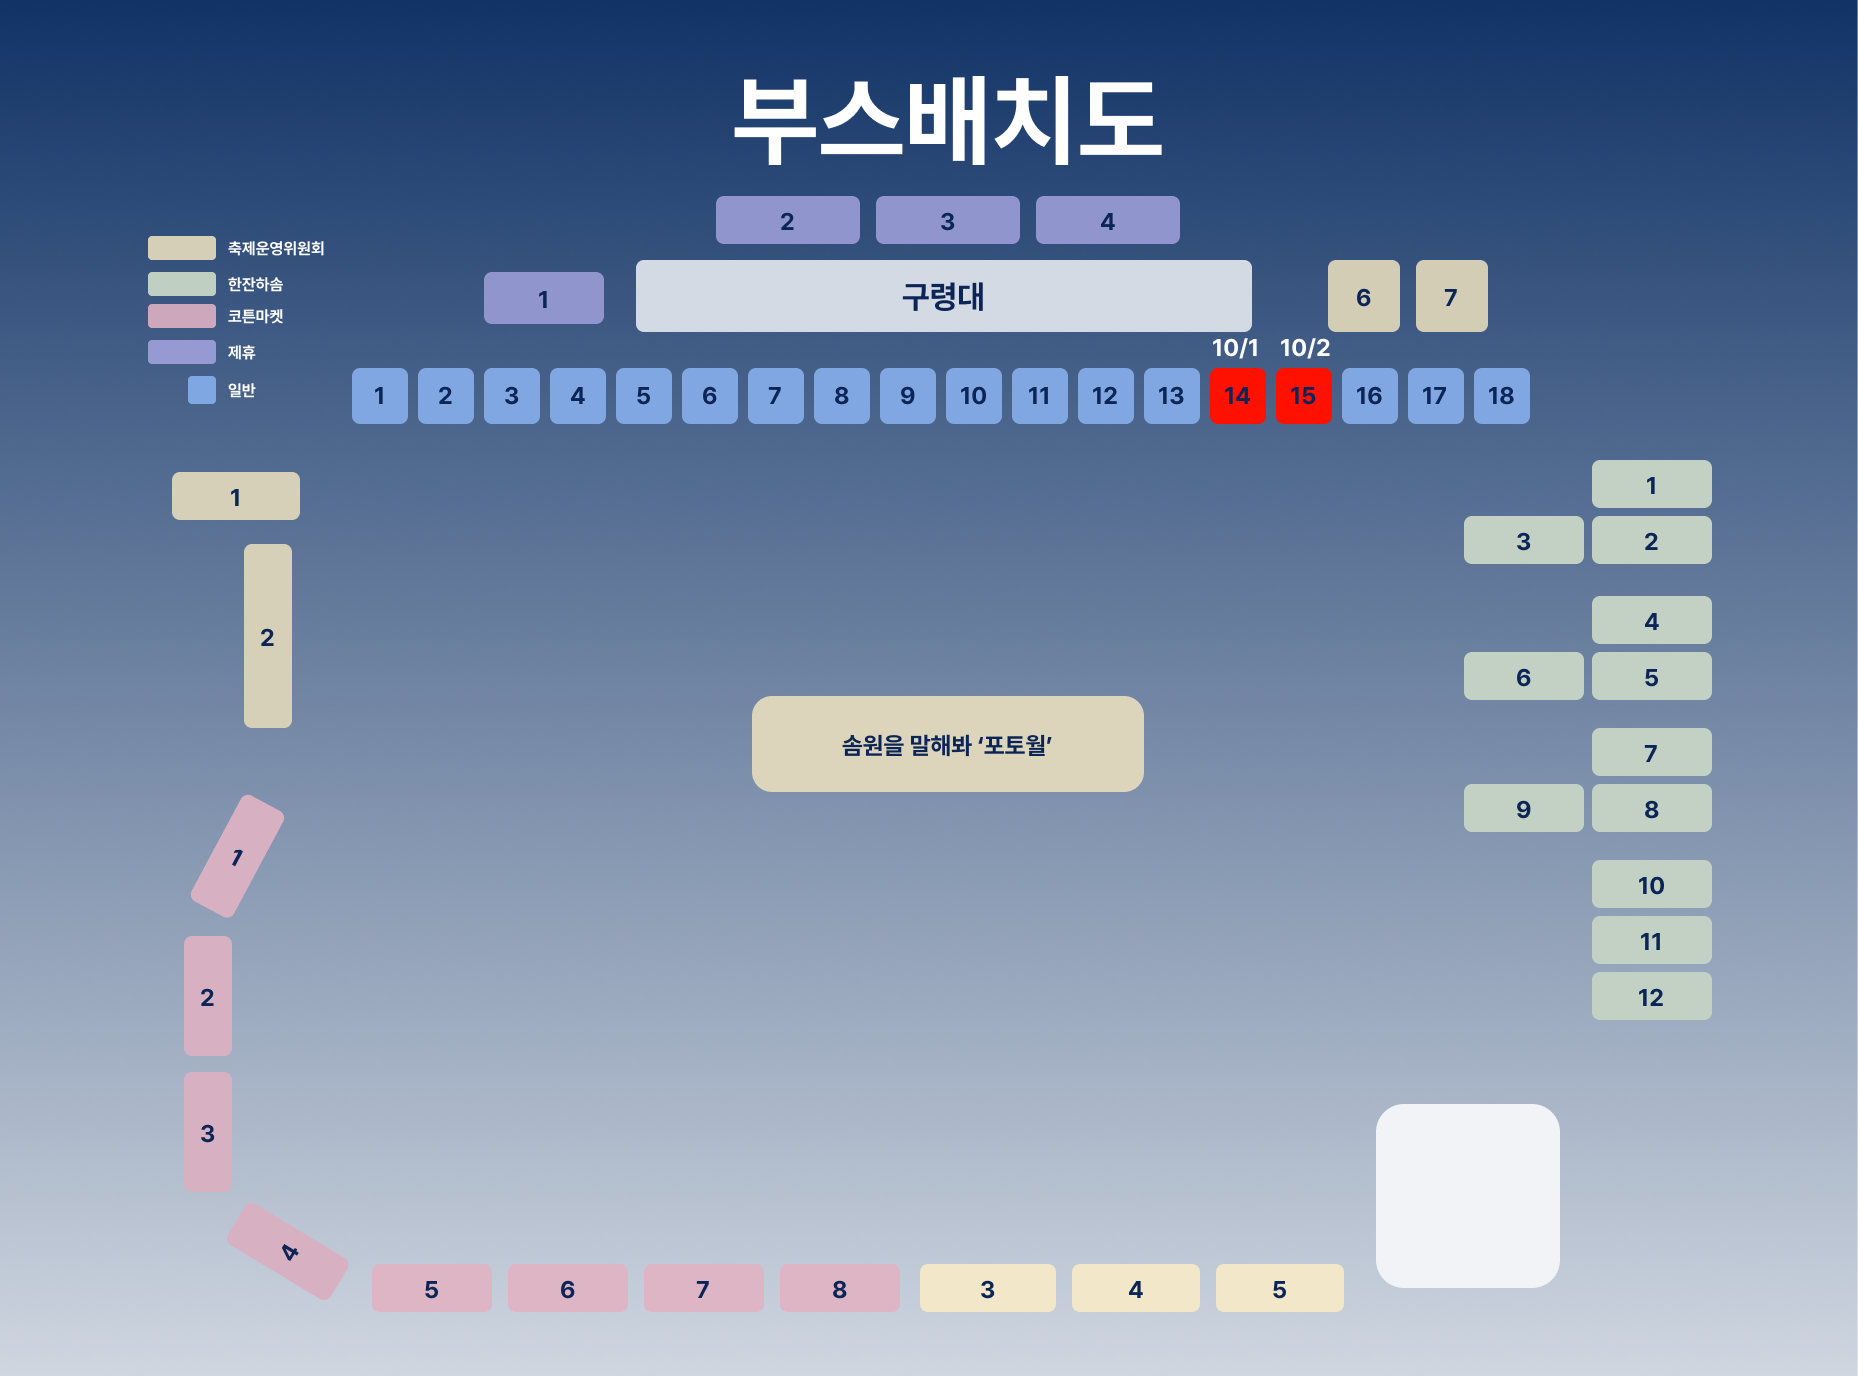 부스배치도
2 3 4
축제운영위원회
한잔하솜
코튼마켓
제휴
일반
1 구령대 6 7
10/1 10/2
1 2 3 4 5 6 7 8 9 10 11 12 13 14 15 16 17 18
1
2
1
3 2
4
6 5
솜원을 말해봐 ‘포토월’
7
9 8
1
10
11
2 12
3
4
5 6 7 8 3 4 5